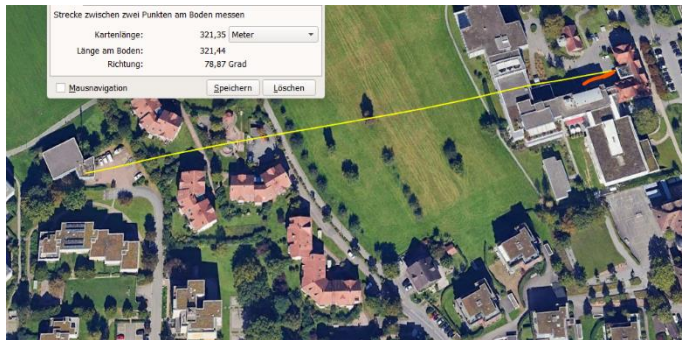 Strecke zwischen zwei Punkten am Boden messen
Kartenlänge: 321,35 Meter
Länge am Boden: 321,44
Richtung: 78,87 Grad
Mausnavigation Speichern Löschen